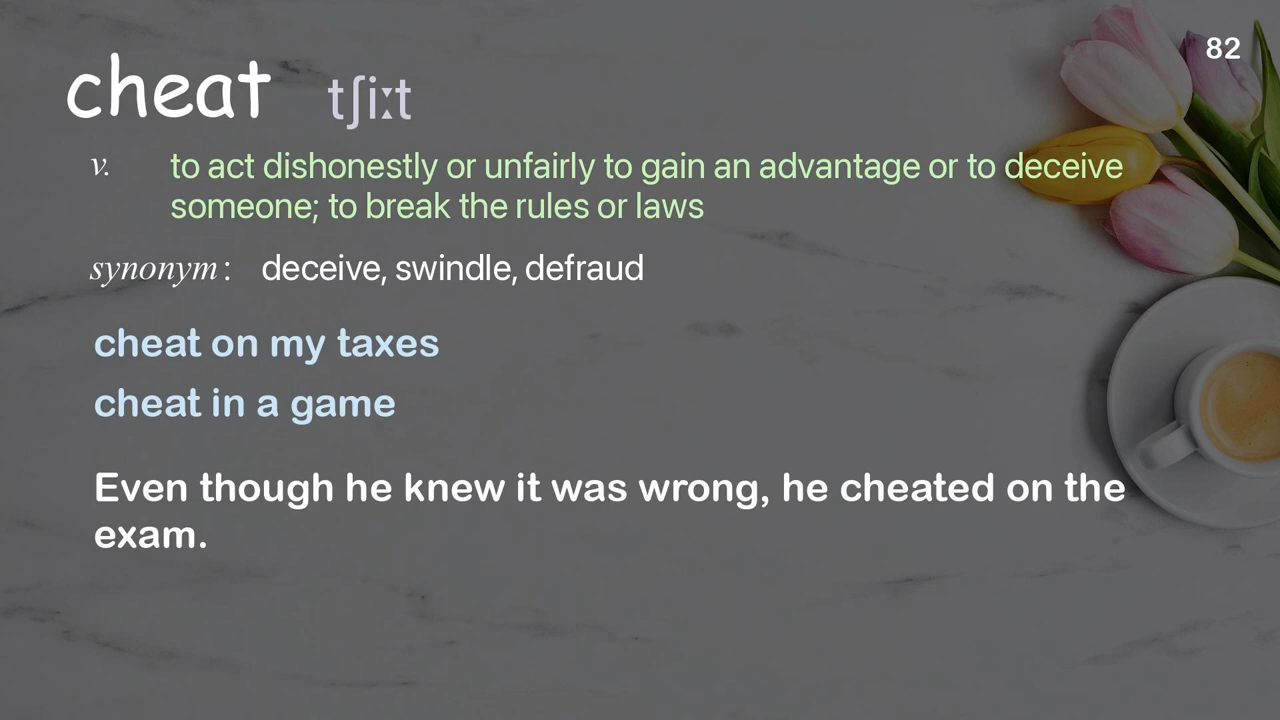 82
cheat tʃiːt
v. to act dishonestly or unfairly to gain an advantage or to deceive
someone; to break the rules or laws
synonym: deceive, swindle, defraud
cheat on my taxes
cheat in a game
Even though he knew it was wrong, he cheated on the
exam.